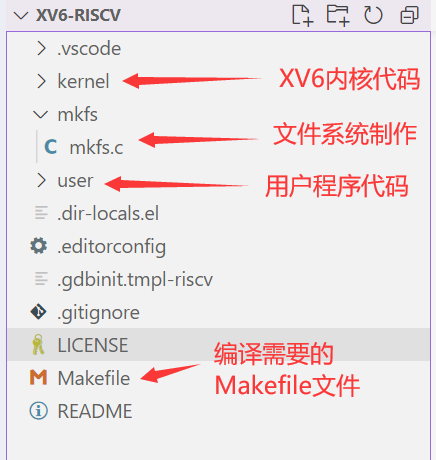 XV6-RISCV
.vscode
kernel
XV6内核代码
mkfs
C mkfs.c
文件系统制作
user
用户程序代码
.dir-locals.el
.editorconfig
.gdbinit.tmpl-riscv
.gitignore
LICENSE
M Makefile
编译需要的
Makefile文件
README